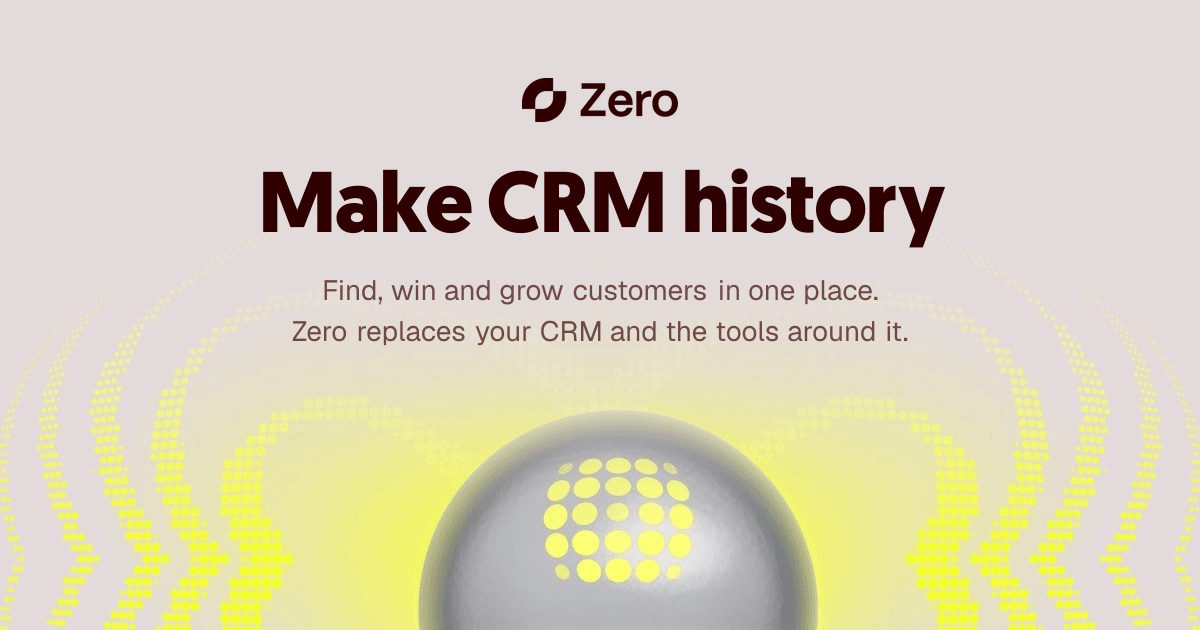 Zero
Make CRM history
Find, win and grow customers in one place.
Zero replaces your CRM and the tools around it.